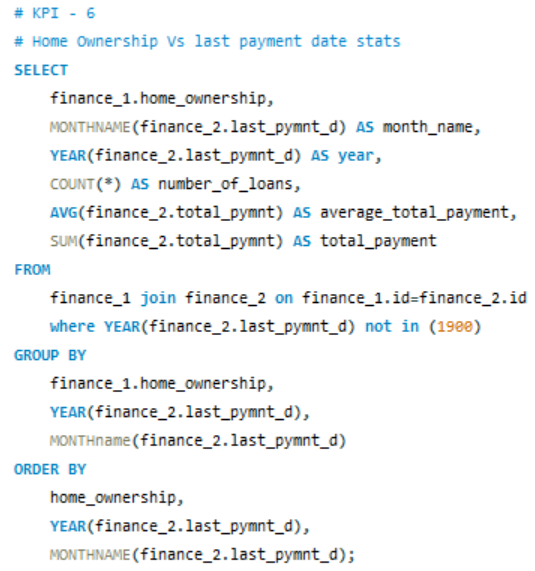 # KPI - 6
# Home Ownership Vs last payment date stats
SELECT
    finance_1.home_ownership,
    MONTHNAME(finance_2.last_pymnt_d) AS month_name,
    YEAR(finance_2.last_pymnt_d) AS year,
    COUNT(*) AS number_of_loans,
    AVG(finance_2.total_pymnt) AS average_total_payment,
    SUM(finance_2.total_pymnt) AS total_payment
FROM
    finance_1 join finance_2 on finance_1.id=finance_2.id
    where YEAR(finance_2.last_pymnt_d) not in (1900)
GROUP BY
    finance_1.home_ownership,
    YEAR(finance_2.last_pymnt_d),
    MONTHname(finance_2.last_pymnt_d)
ORDER BY
    home_ownership,
    YEAR(finance_2.last_pymnt_d),
    MONTHNAME(finance_2.last_pymnt_d);